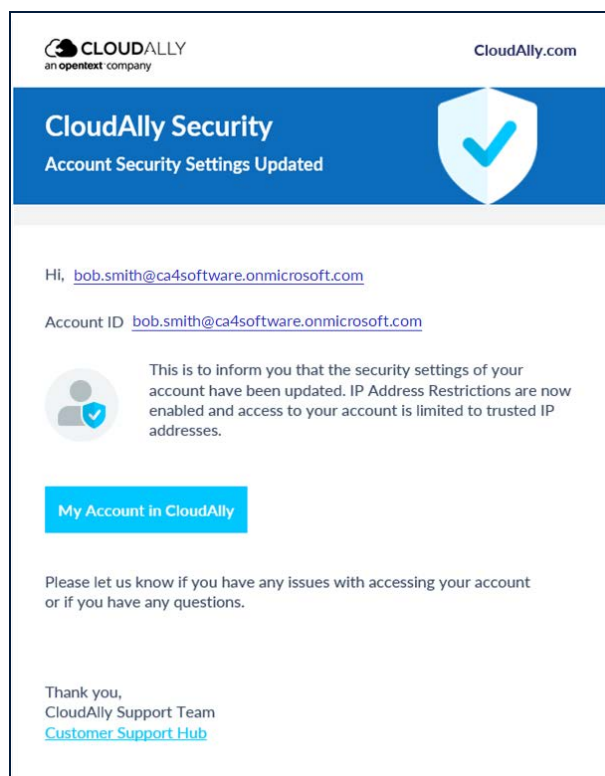 CLOUDALLY
an opentext company
CloudAlly.com
CloudAlly Security
Account Security Settings Updated
Hi, bob.smith@ca4software.onmicrosoft.com
Account ID bob.smith@ca4software.onmicrosoft.com
This is to inform you that the security settings of your
account have been updated. IP Address Restrictions are now
enabled and access to your account is limited to trusted IP
addresses.
My Account in CloudAlly
Please let us know if you have any issues with accessing your account
or if you have any questions.
Thank you,
CloudAlly Support Team
Customer Support Hub